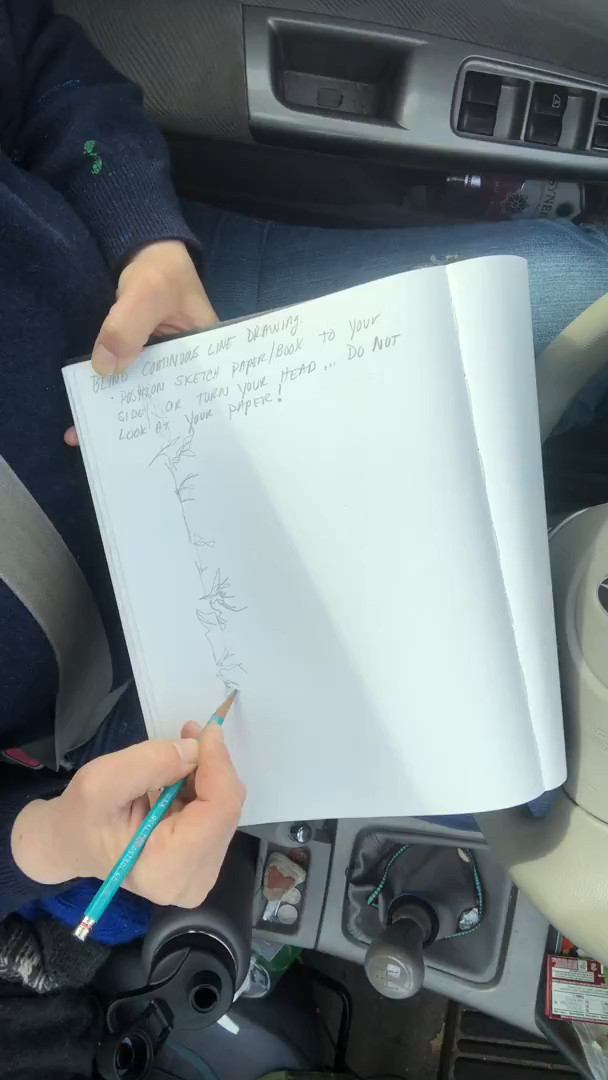 BLIND CONTINUOUS LINE DRAWING.
· POSITION SKETCH PAPER/BOOK TO YOUR
SIDE, OR TURN YOUR HEAD... DO NOT
LOOK AT YOUR PAPER!